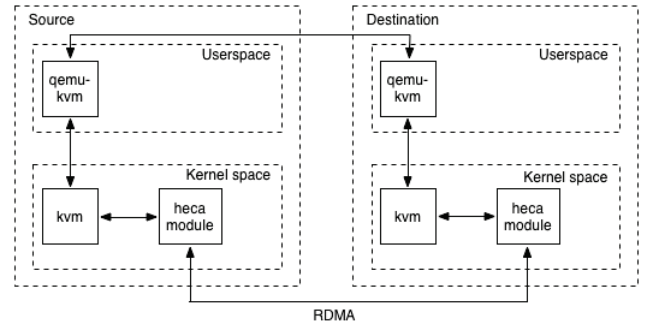 Source
Destination
Userspace
Userspace
qemu-
kvm
qemu-
kvm
Kernel space
Kernel space
kvm
heca
module
kvm
heca
module
RDMA